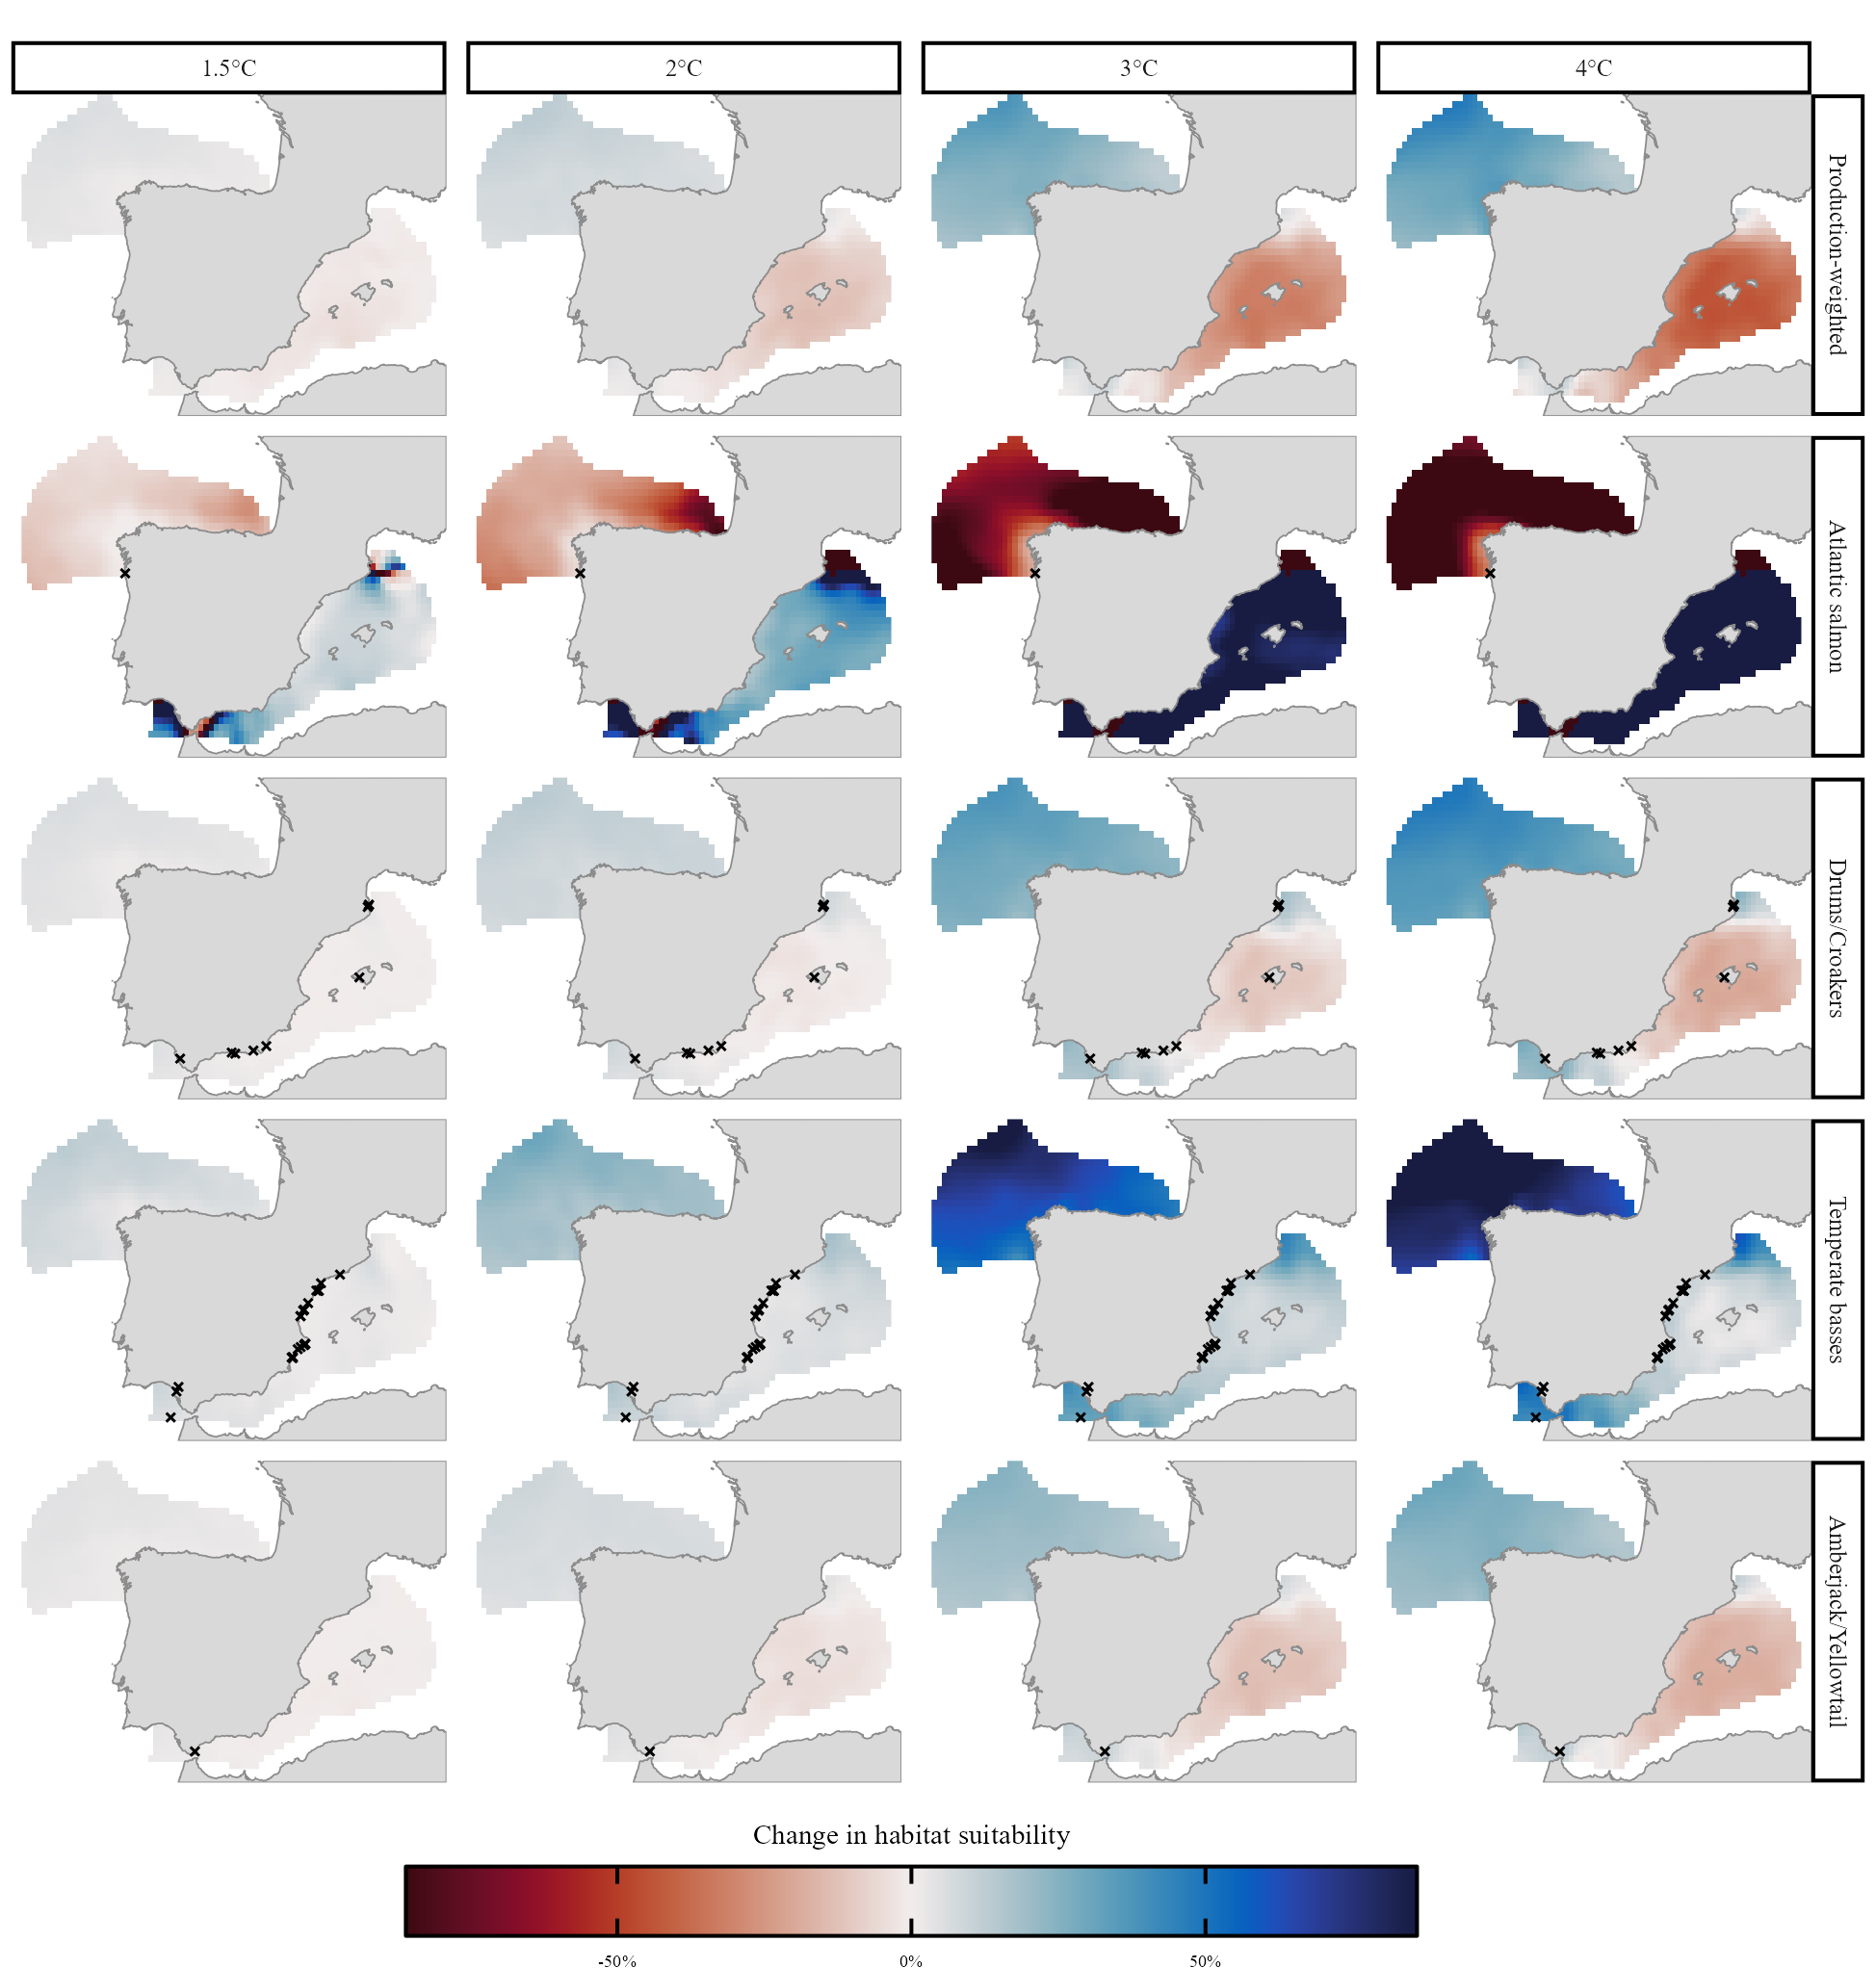 1.5°C
2°C
3°C
4°C
Production-weighted
Atlantic salmon
Drums/Croakers
Temperate basses
Amberjack/Yellowtail
Change in habitat suitability
-50%
0%
50%